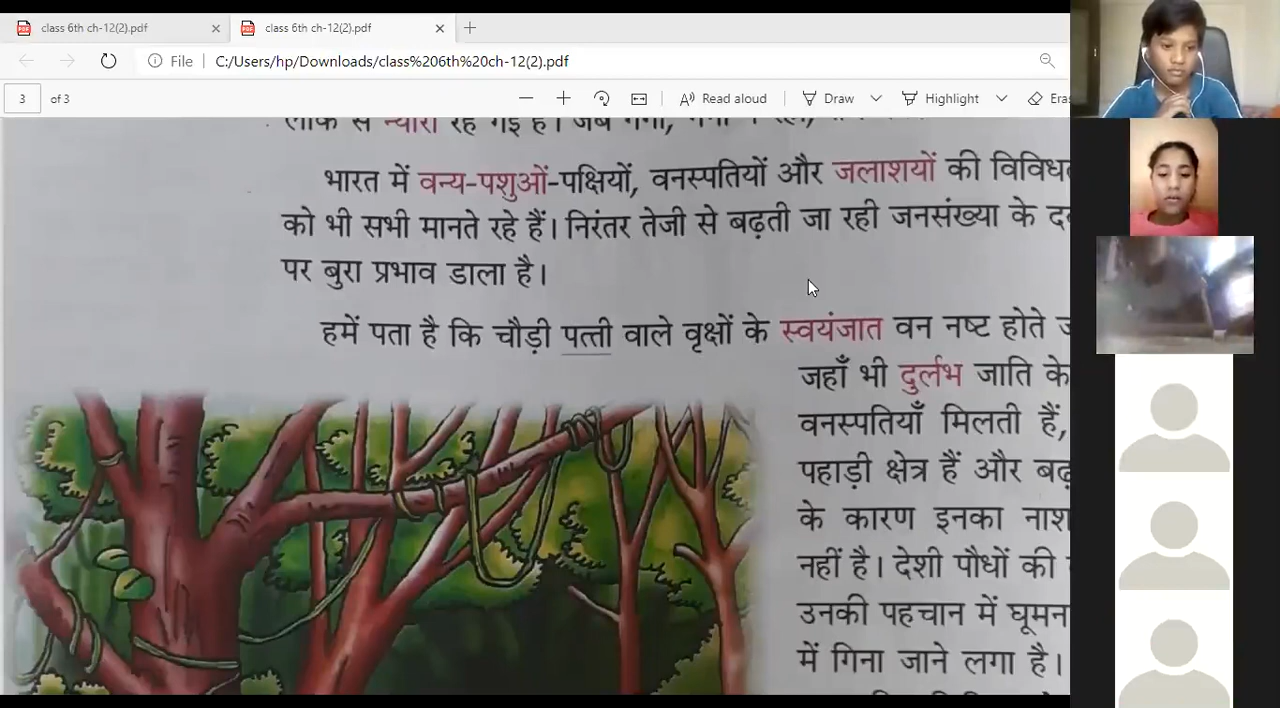 class 6th ch-12(2).pdf
class 6th ch-12(2).pdf
File C:/Users/hp/Downloads/class%206th%20ch-12(2).pdf
3 of 3 Read aloud Draw Highlight
से न्यारी रह गई है। जब
भारत में वन्य-पशुओं-पक्षियों, वनस्पतियों और जलाशयों की
को भी सभी मानते रहे हैं। निरंतर तेजी से बढ़ती जा रही जनसंख्या के
पर बुरा प्रभाव डाला है।
हमें पता है कि चौड़ी पत्ती वाले वृक्षों के स्वयंजात वन नष्ट होते
जहाँ भी दुर्लभ जाति के
वनस्पतियाँ मिलती हैं,
पहाड़ी क्षेत्र हैं और
के कारण इनका नाश
नहीं है। देशी पौधों की
उनकी पहचान में
में गिना जाने लगा है।